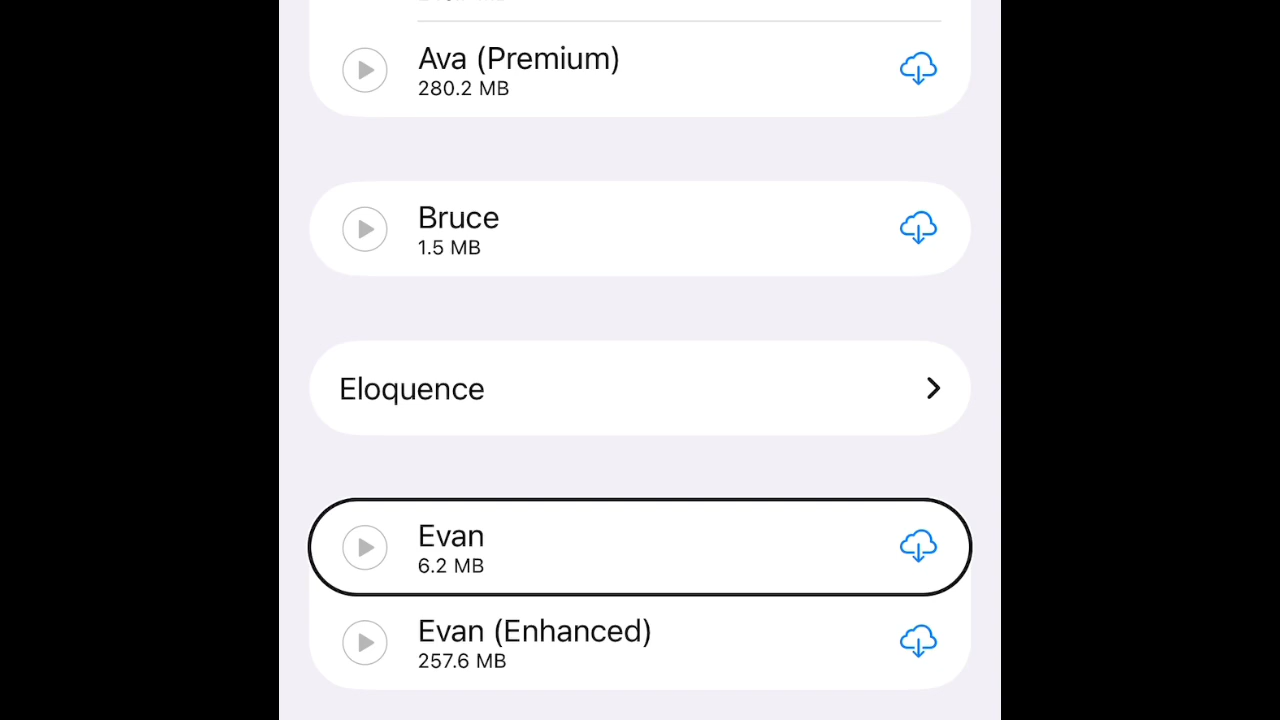 Ava (Premium)
280.2 MB
Bruce
1.5 MB
Eloquence
Evan
6.2 MB
Evan (Enhanced)
257.6 MB